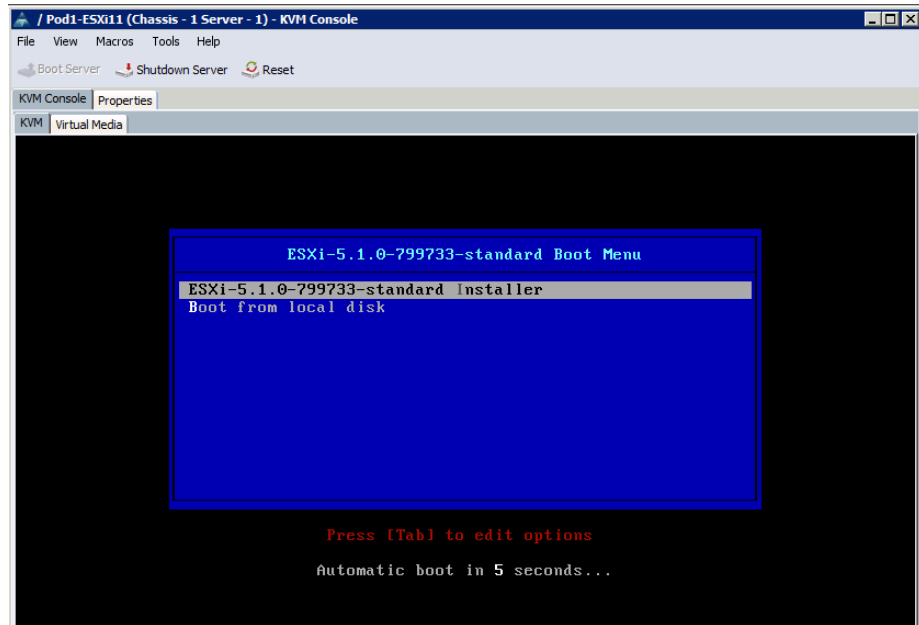 / Pod1-ESXi11 (Chassis - 1 Server - 1) - KVM Console
File View Macros Tools Help
Boot Server Shutdown Server Reset
KVM Console Properties
KVM Virtual Media
ESXi-5.1.0-799733-standard Boot Menu
ESXi-5.1.0-799733-standard Installer
Boot from local disk
Press [Tab] to edit options
Automatic boot in 5 seconds...